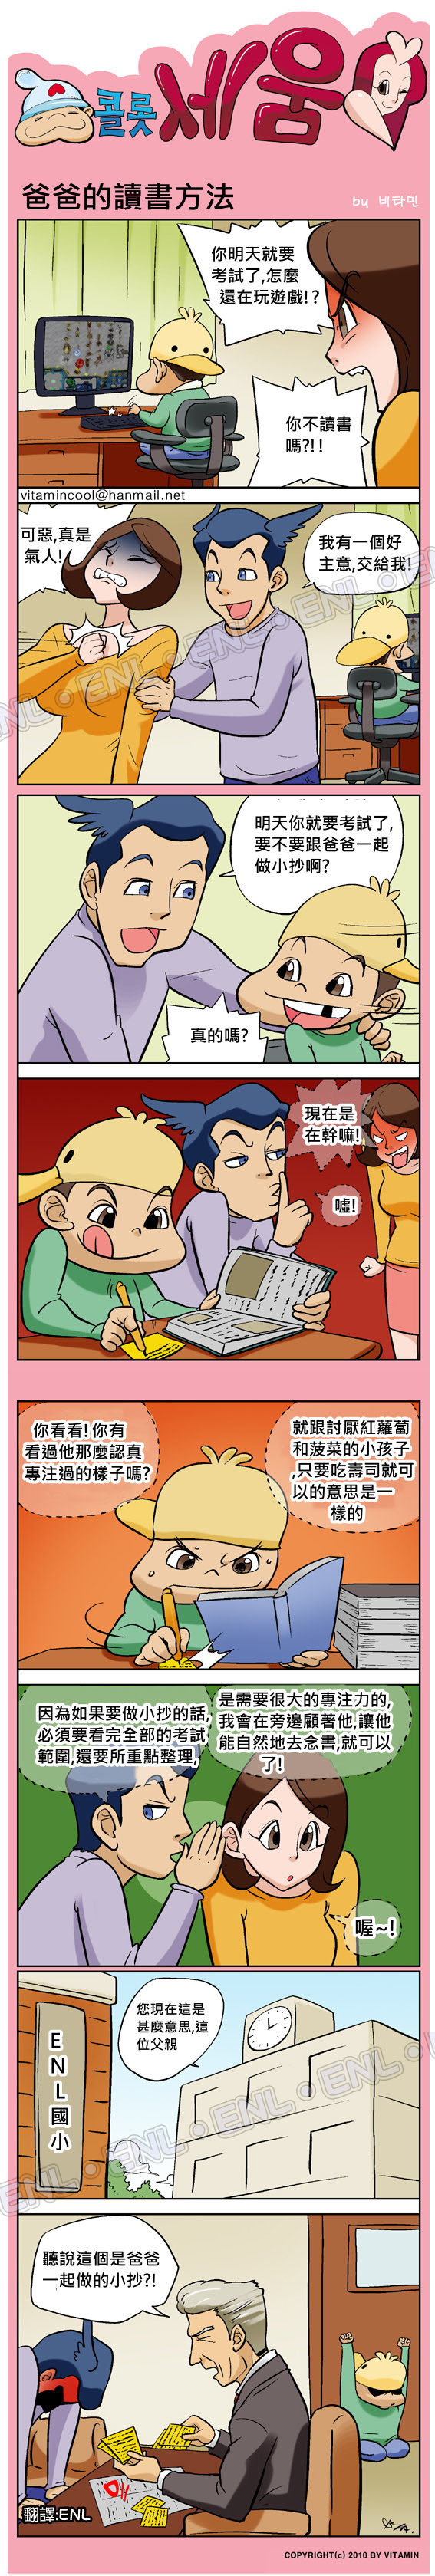 콜롯
세움
爸爸的讀書方法
by 비타민
你明天就要
考試了,怎麼
還在玩遊戲!?
你不讀書
嗎?!!
vitamincool@hanmail.net
可惡,真是
氣人!
我有一個好
主意,交給我!
明天你就要考試了,
要不要跟爸爸一起
做小抄啊?
真的嗎?
現在是
在幹嘛!
噓!
你看看!你有
看過他那麼認真
專注過的樣子嗎?
就跟討厭紅蘿蔔
和菠菜的小孩子
,只要吃壽司就可
以的意思是一
樣的
因為如果要做小抄的話,
必須要看完全部的考試
範圍,還要所重點整理,
是需要很大的專注力的,
我會在旁邊顧著他,讓他
能自然地去念書,就可以
了!
喔~!
ENL國小
您現在這是
甚麼意思,這
位父親
聽說這個是爸爸
一起做的小抄?!
翻譯:ENL
COPYRIGHT(c) 2010 BY VITAMIN
ENL • ENL • ENL • ENL • ENL
ENL • ENL • ENL • ENL • ENL